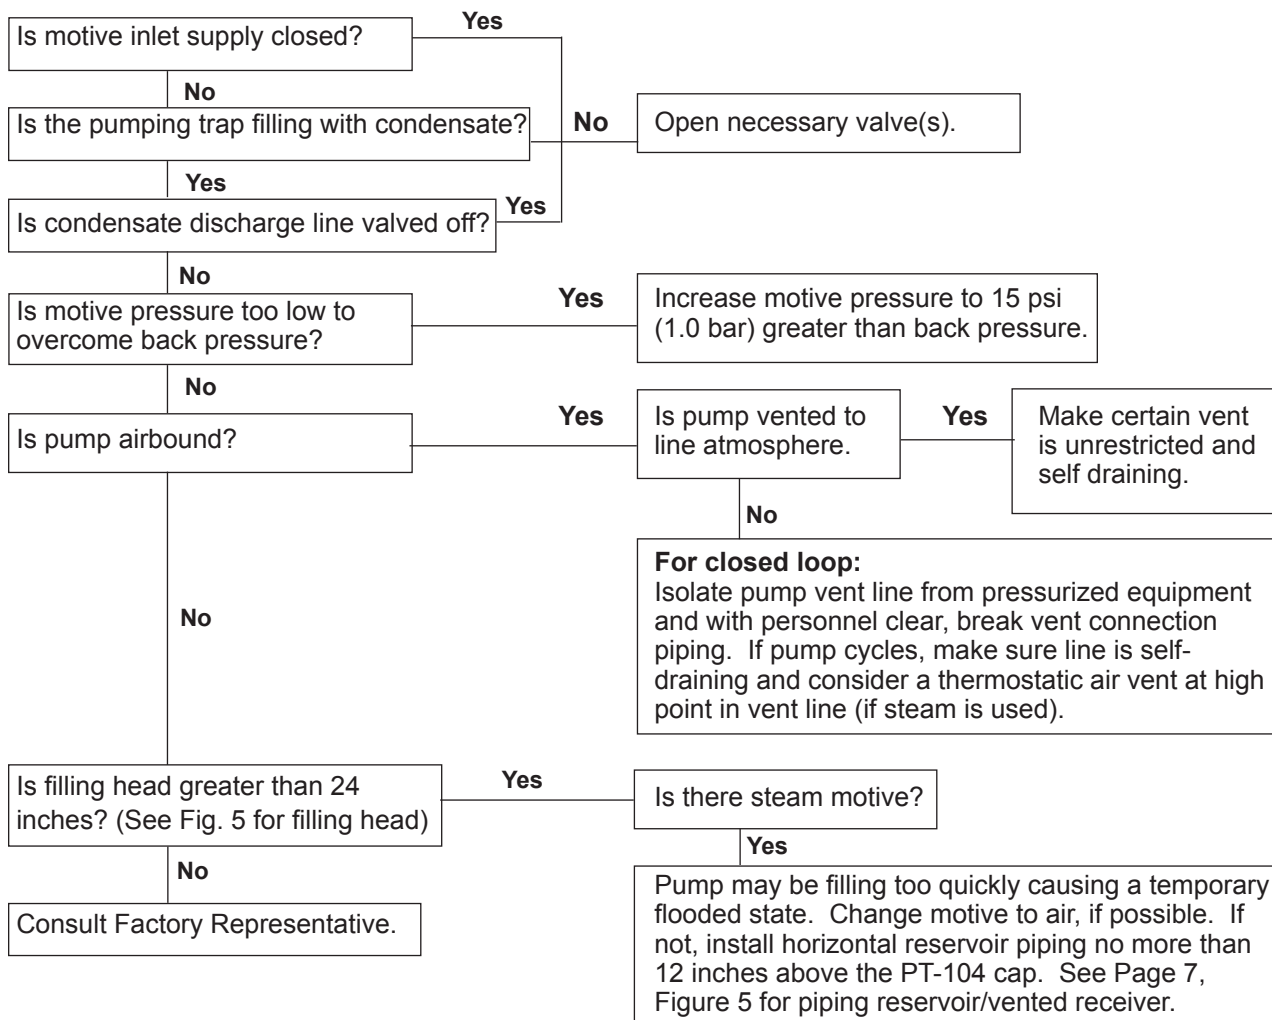 Is motive inlet supply closed?
Yes
No
Is the pumping trap filling with condensate?
No
Open necessary valve(s).
Yes
Is condensate discharge line valved off?
Yes
No
Is motive pressure too low to
overcome back pressure?
Yes
Increase motive pressure to 15 psi
(1.0 bar) greater than back pressure.
No
Is pump airbound?
Yes
Is pump vented to
line atmosphere.
Yes
Make certain vent
is unrestricted and
self draining.
No
For closed loop:
Isolate pump vent line from pressurized equipment
and with personnel clear, break vent connection
piping.  If pump cycles, make sure line is self-
draining and consider a thermostatic air vent at high
point in vent line (if steam is used).
No
Is filling head greater than 24
inches? (See Fig. 5 for filling head)
Yes
Is there steam motive?
Yes
Pump may be filling too quickly causing a temporary
flooded state.  Change motive to air, if possible.  If
not, install horizontal reservoir piping no more than
12 inches above the PT-104 cap.  See Page 7,
Figure 5 for piping reservoir/vented receiver.
No
Consult Factory Representative.